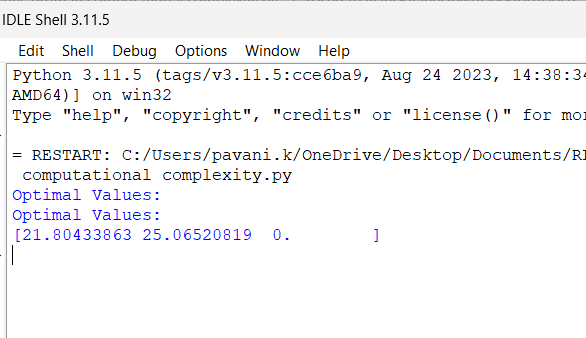 IDLE Shell 3.11.5
Edit Shell Debug Options Window Help
Python 3.11.5 (tags/v3.11.5:cce6ba9, Aug 24 2023, 14:38:34
AMD64)] on win32
Type "help", "copyright", "credits" or "license()" for mor
= RESTART: C:/Users/pavani.k/OneDrive/Desktop/Documents/RI
computational complexity.py
Optimal Values:
Optimal Values:
[21.80433863 25.06520819  0.        ]